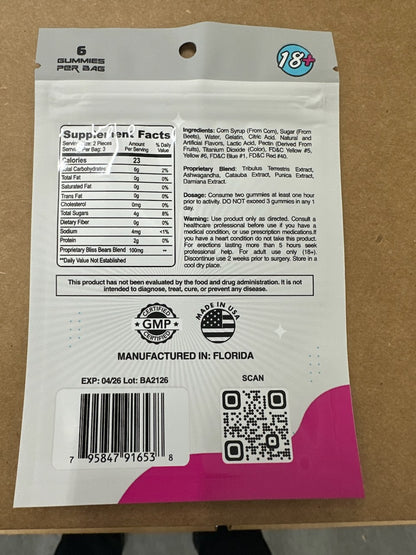 6
GUMMIES
PER BAG
18+
Supplement Facts
2 Pieces
Per Bag: 3
Amount
Per Serving
% Daily
Value
Calories 23
Total Carbohydrates 6g 2%
Total Fat 0g 0%
Saturated Fat 0g 0%
Trans Fat 0g 0%
Cholesterol 0mg 0%
Total Sugars 4g 8%
Dietary Fiber 0g 0%
Sodium 4mg <1%
Protein 2g 0%
Proprietary Bliss Bears Blend 100mg **
**Daily Value Not Established
Ingredients: Corn Syrup (From Corn), Sugar (From
Beets), Water, Gelatin, Citric Acid. Natural and
Artificial Flavors, Lactic Acid, Pectin (Derived From
Fruits), Titanium Dioxide (Color), FD&C Yellow #5,
Yellow #6, FD&C Blue #1, FD&C Red #40.
Proprietary Blend: Tribulus Terrestris Extract,
Ashwagandha, Catauba Extract, Punica Extract,
Damiana Extract.
Dosage: Consume two gummies at least one hour
prior to activity. DO NOT exceed 3 gummies in any 1
day.
Warning: Use product only as directed. Consult a
healthcare professional before use if you have a
medical condition, or use prescription medications.If
you have a heart condition do not take this product.
For erections lasting more than 5 hours seek
professional help. For adult use only (18+).
Discontinue use 2 weeks prior to surgery. Store in a
cool dry place.
This product has not been evaluated by the food and drug administration. It is not
intended to diagnose, treat, cure, or prevent any disease.
CERTIFIED
GMP
CERTIFIED
MADE IN USA
MANUFACTURED IN: FLORIDA
EXP: 04/26 Lot: BA2126
SCAN
7 95847 91653 8